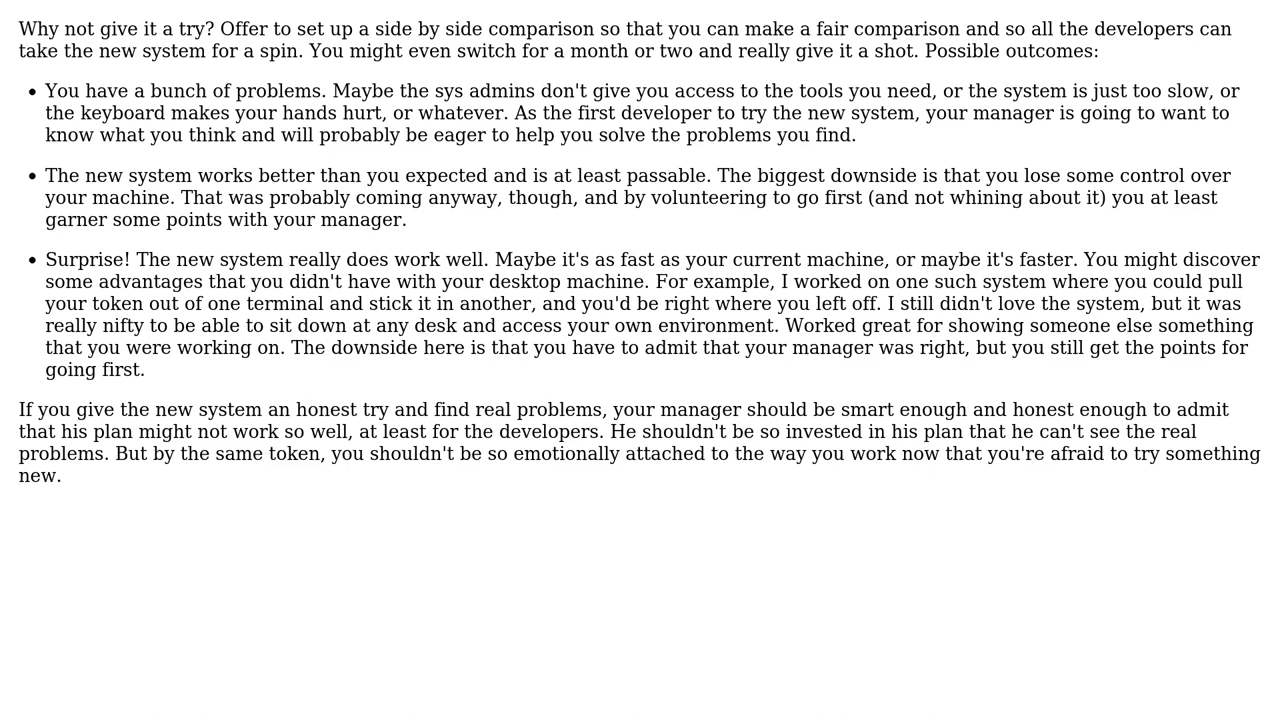 Why not give it a try? Offer to set up a side by side comparison so that you can make a fair comparison and so all the developers can
take the new system for a spin. You might even switch for a month or two and really give it a shot. Possible outcomes:
• You have a bunch of problems. Maybe the sys admins don't give you access to the tools you need, or the system is just too slow, or
the keyboard makes your hands hurt, or whatever. As the first developer to try the new system, your manager is going to want to
know what you think and will probably be eager to help you solve the problems you find.
• The new system works better than you expected and is at least passable. The biggest downside is that you lose some control over
your machine. That was probably coming anyway, though, and by volunteering to go first (and not whining about it) you at least
garner some points with your manager.
• Surprise! The new system really does work well. Maybe it's as fast as your current machine, or maybe it's faster. You might discover
some advantages that you didn't have with your desktop machine. For example, I worked on one such system where you could pull
your token out of one terminal and stick it in another, and you'd be right where you left off. I still didn't love the system, but it was
really nifty to be able to sit down at any desk and access your own environment. Worked great for showing someone else something
that you were working on. The downside here is that you have to admit that your manager was right, but you still get the points for
going first.
If you give the new system an honest try and find real problems, your manager should be smart enough and honest enough to admit
that his plan might not work so well, at least for the developers. He shouldn't be so invested in his plan that he can't see the real
problems. But by the same token, you shouldn't be so emotionally attached to the way you work now that you're afraid to try something
new.